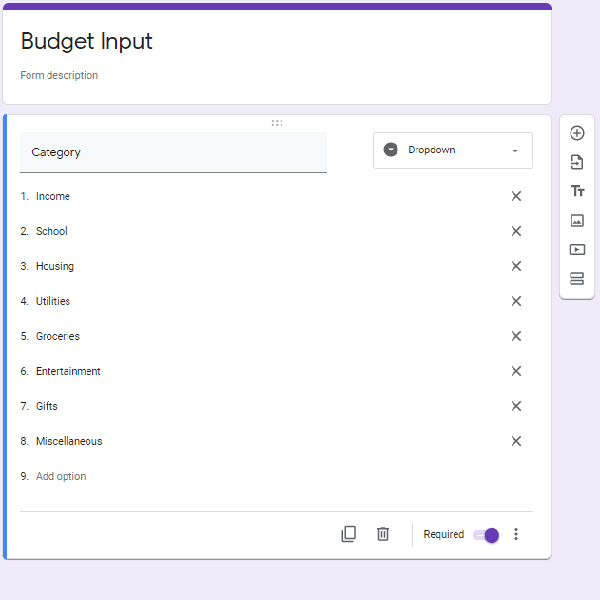 Budget Input
Form description
Category
Dropdown
1. Income
2. School
3. Housing
4. Utilities
5. Groceries
6. Entertainment
7. Gifts
8. Miscellaneous
9. Add option
Required